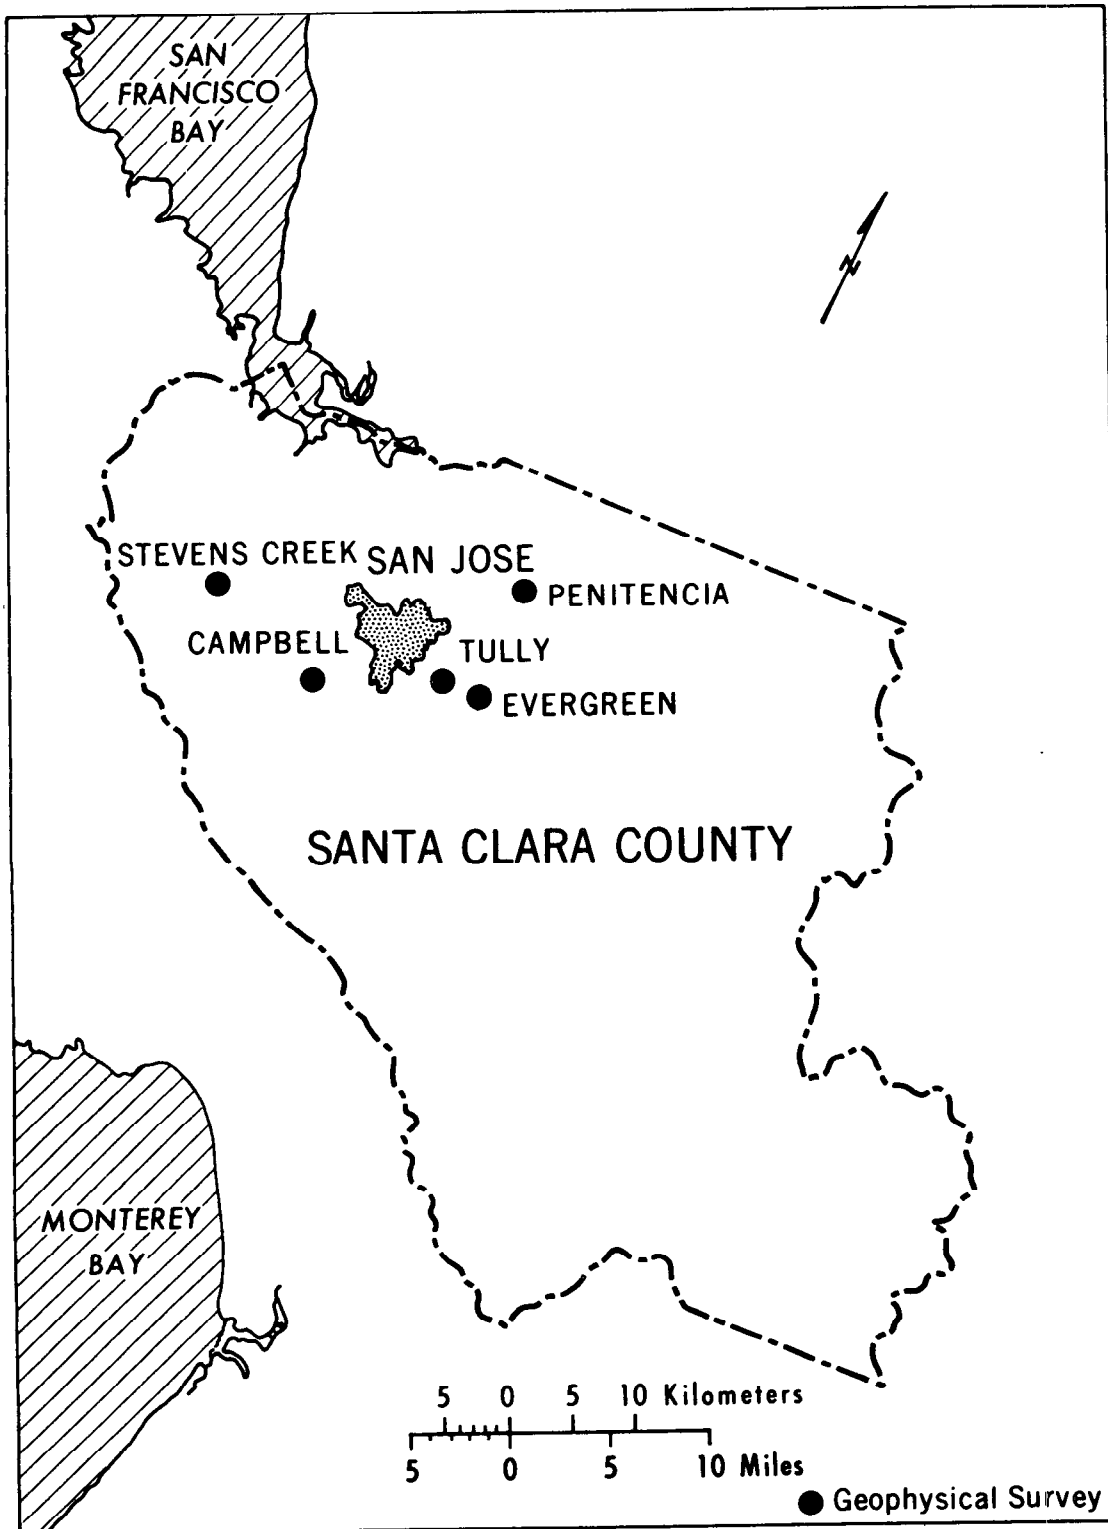 SAN
FRANCISCO
BAY
N
STEVENS CREEK
SAN JOSE
PENITENCIA
CAMPBELL
TULLY
EVERGREEN
SANTA CLARA COUNTY
MONTEREY
BAY
5 0 5 10 Kilometers
5 0 5 10 Miles
Geophysical Survey